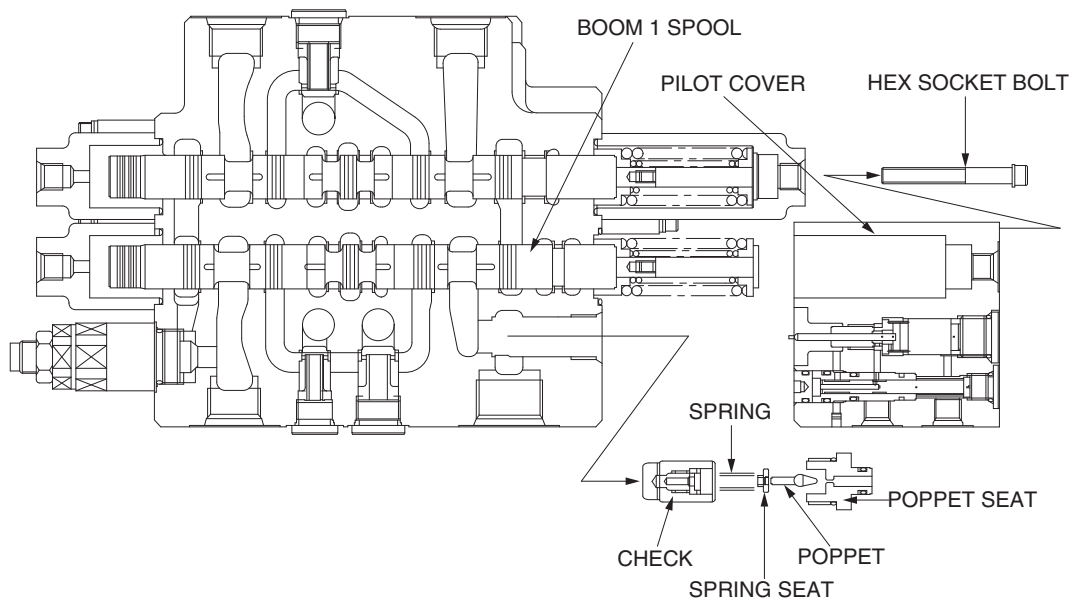 BOOM 1 SPOOL
PILOT COVER
HEX SOCKET BOLT
SPRING
POPPET SEAT
CHECK
POPPET
SPRING SEAT